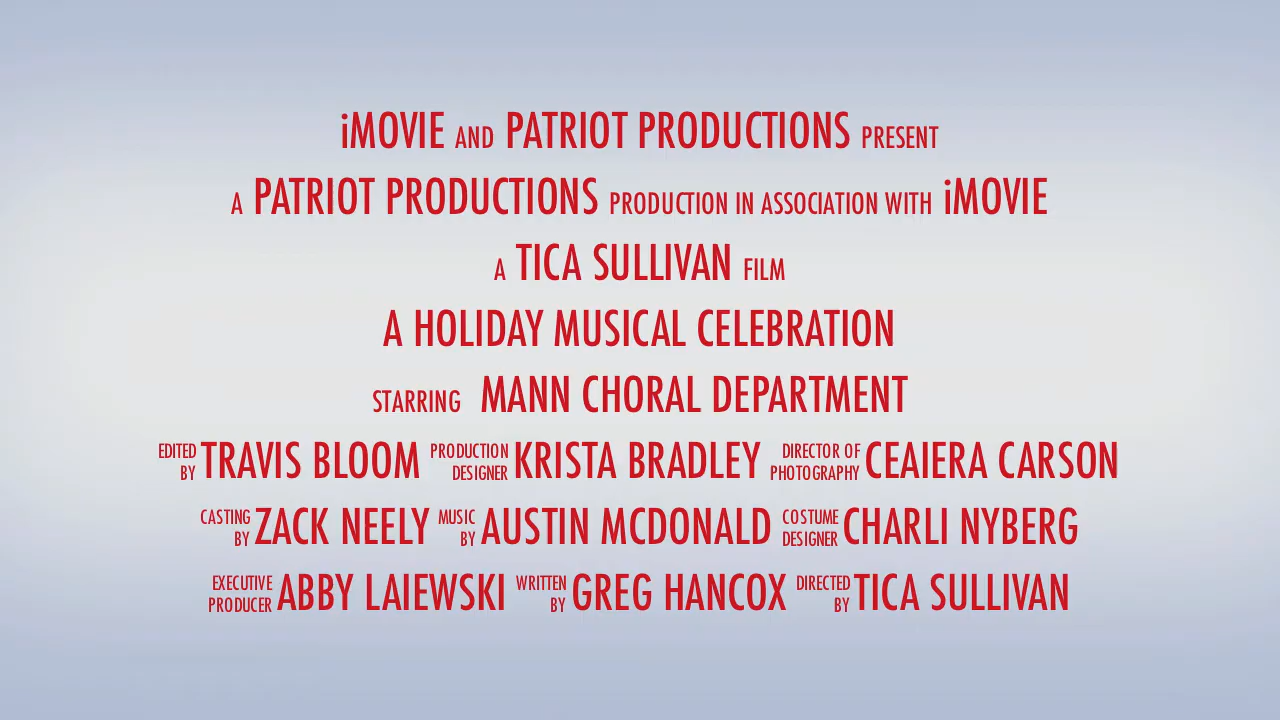 iMOVIE AND PATRIOT PRODUCTIONS PRESENT
A PATRIOT PRODUCTIONS PRODUCTION IN ASSOCIATION WITH iMOVIE
A TICA SULLIVAN FILM
A HOLIDAY MUSICAL CELEBRATION
STARRING MANN CHORAL DEPARTMENT
EDITED BY TRAVIS BLOOM PRODUCTION DESIGNER KRISTA BRADLEY DIRECTOR OF PHOTOGRAPHY CEAIERA CARSON
CASTING BY ZACK NEELY MUSIC BY AUSTIN MCDONALD COSTUME DESIGNER CHARLI NYBERG
EXECUTIVE PRODUCER ABBY LAIEWSKI WRITTEN BY GREG HANCOX DIRECTED BY TICA SULLIVAN